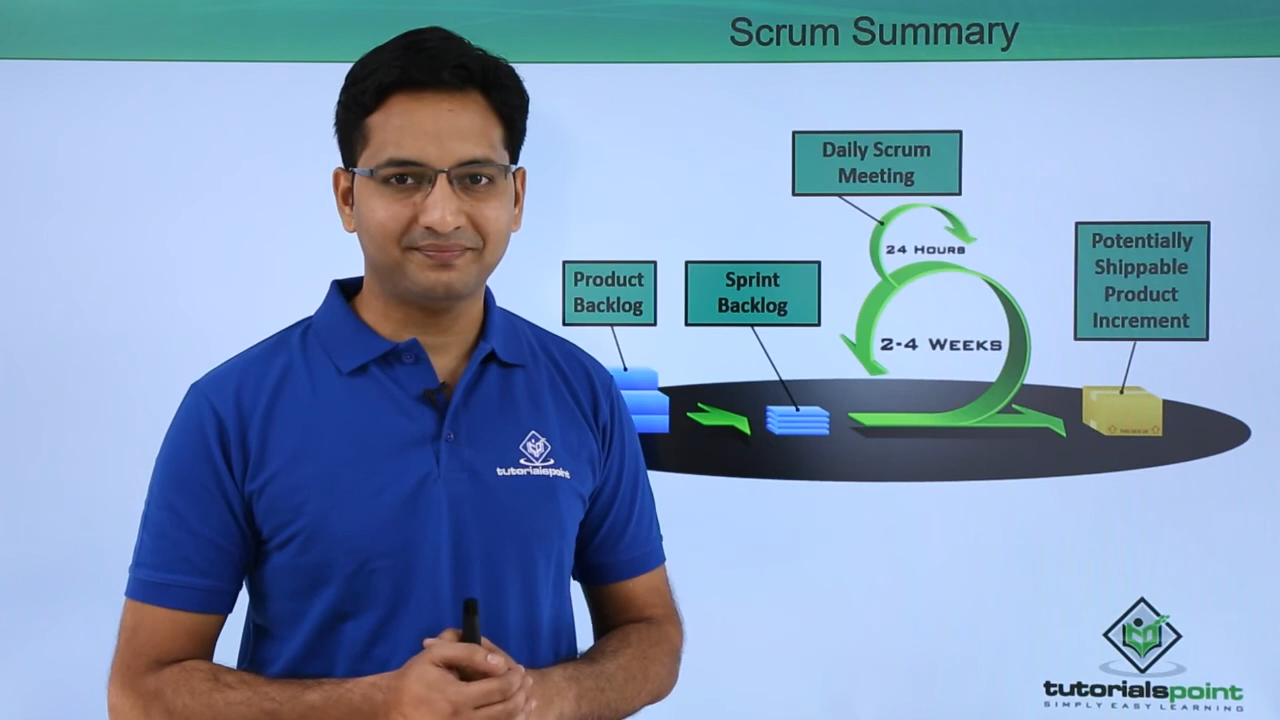 Scrum Summary
Daily Scrum
Meeting
24 HOURS
Potentially
Shippable
Product
Increment
Product
Backlog
Sprint
Backlog
2-4 WEEKS
tutorialspoint
tutorialspoint
SIMPLY EASY LEARNING